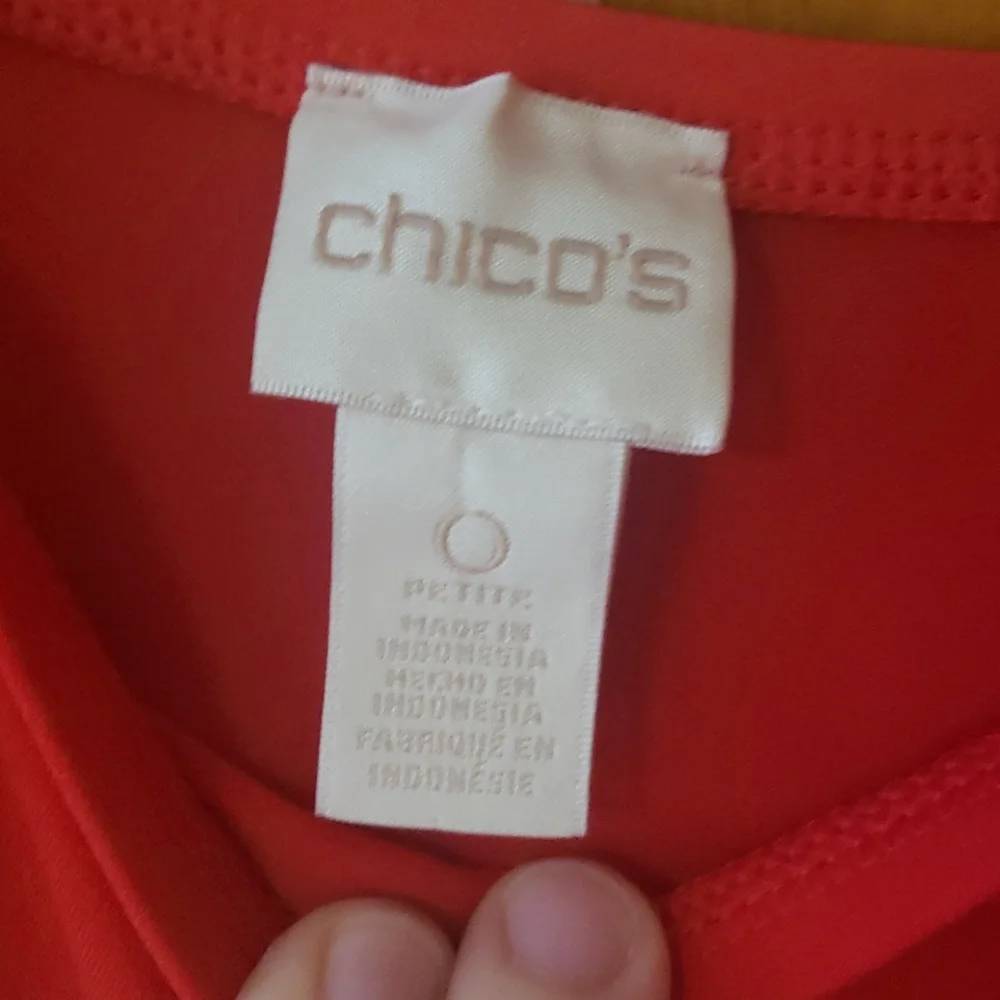 chico's
0
PETITE
MADE IN
INDONESIA
HECHO EN
INDONESIA
FABRIQUÉ EN
INDONÉSIE